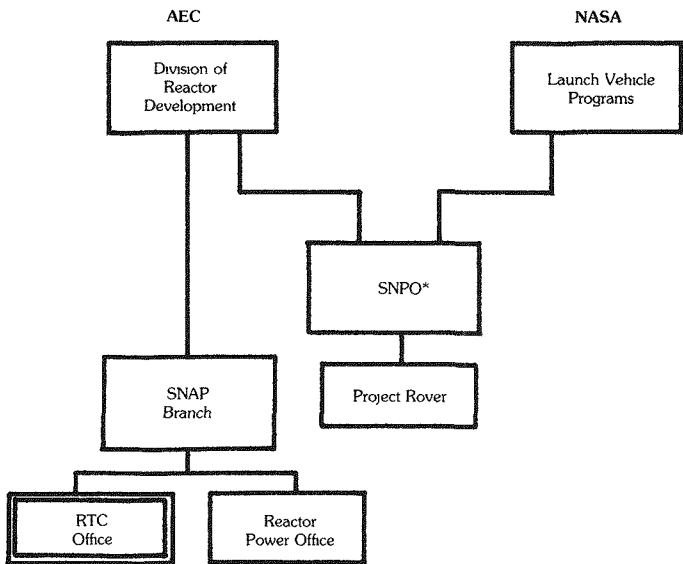 AEC
NASA
Division of
Reactor
Development
Launch Vehicle
Programs
SNPO*
SNAP
Branch
Project Rover
RTC
Office
Reactor
Power Office